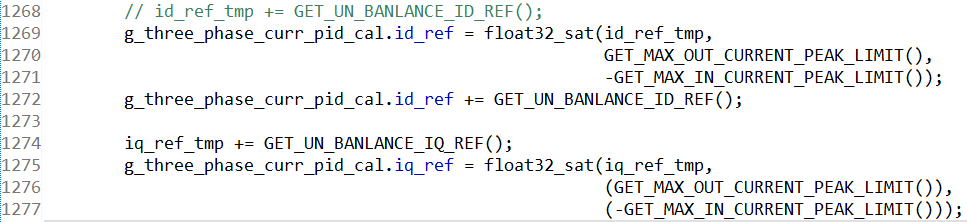 1268 // id_ref_tmp += GET_UN_BANLANCE_ID_REF();
1269 g_three_phase_curr_pid_cal.id_ref = float32_sat(id_ref_tmp,
1270 GET_MAX_OUT_CURRENT_PEAK_LIMIT(),
1271 -GET_MAX_IN_CURRENT_PEAK_LIMIT());
1272 g_three_phase_curr_pid_cal.id_ref += GET_UN_BANLANCE_ID_REF();
1273
1274 iq_ref_tmp += GET_UN_BANLANCE_IQ_REF();
1275 g_three_phase_curr_pid_cal.iq_ref = float32_sat(iq_ref_tmp,
1276 (GET_MAX_OUT_CURRENT_PEAK_LIMIT()),
1277 (-GET_MAX_IN_CURRENT_PEAK_LIMIT()));